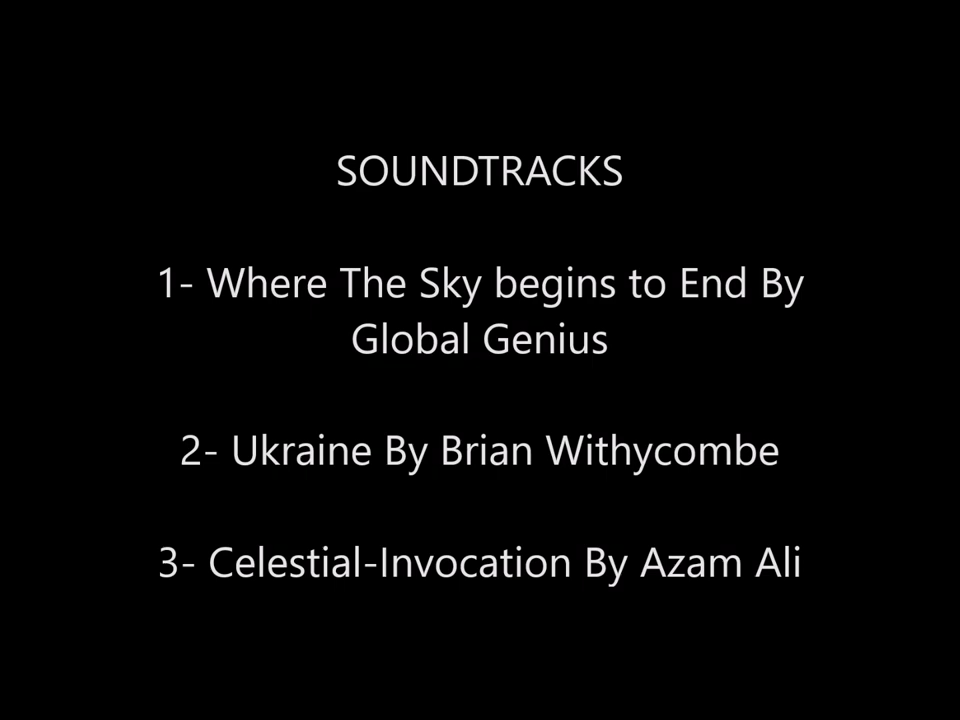 SOUNDTRACKS
1- Where The Sky begins to End By
Global Genius
2- Ukraine By Brian Withycombe
3- Celestial-Invocation By Azam Ali